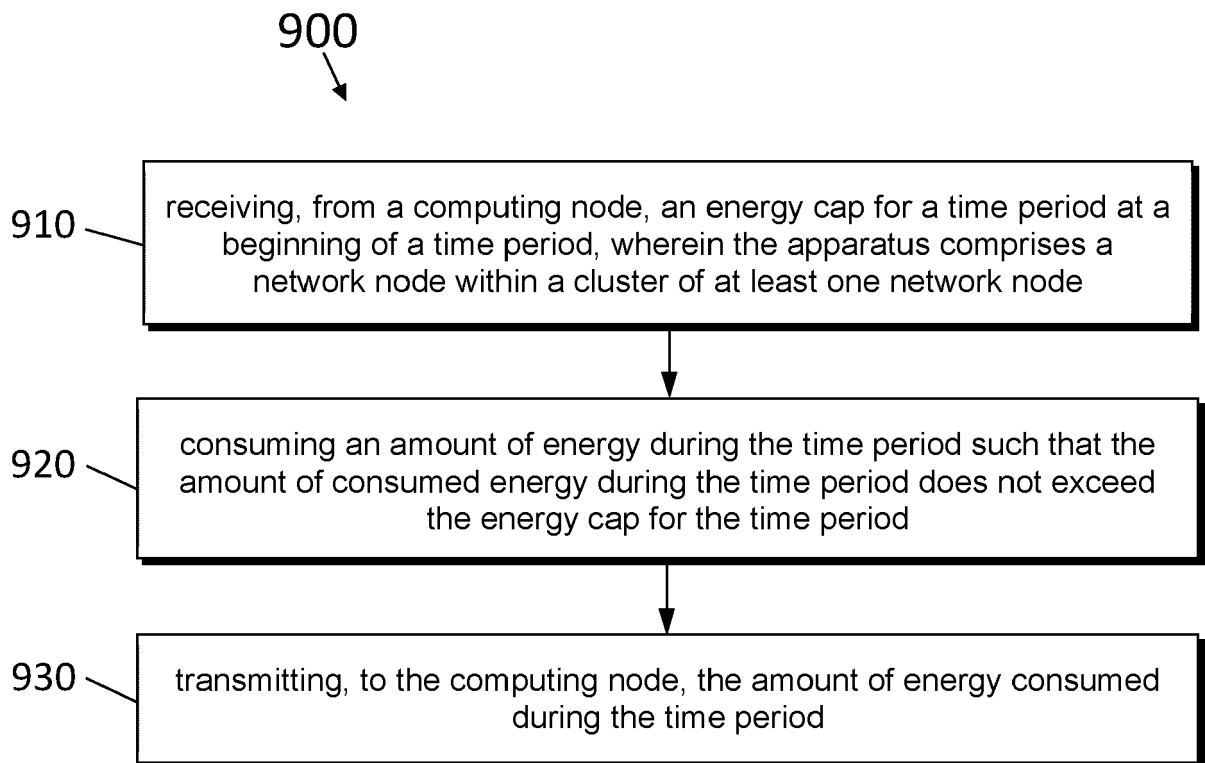 900
910
receiving, from a computing node, an energy cap for a time period at a
beginning of a time period, wherein the apparatus comprises a
network node within a cluster of at least one network node
920
consuming an amount of energy during the time period such that the
amount of consumed energy during the time period does not exceed
the energy cap for the time period
930
transmitting, to the computing node, the amount of energy consumed
during the time period